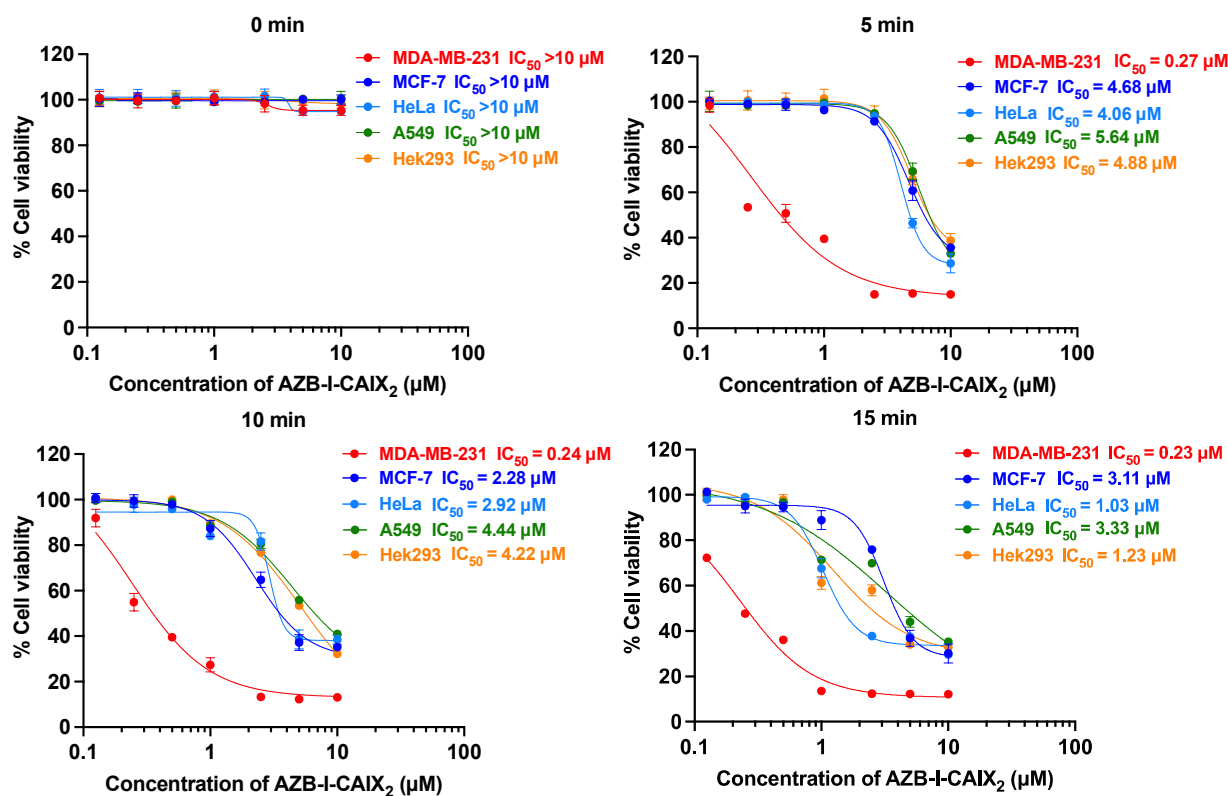 0 min
% Cell viability
120
100
80
60
40
20
0
0.1
1
10
100
Concentration of AZB-I-CAIX₂ (µM)
MDA-MB-231 IC₅₀ >10 µM
MCF-7 IC₅₀ >10 µM
HeLa IC₅₀ >10 µM
A549 IC₅₀ >10 µM
Hek293 IC₅₀ >10 µM
5 min
% Cell viability
120
100
80
60
40
20
0
0.1
1
10
100
Concentration of AZB-I-CAIX₂ (µM)
MDA-MB-231 IC₅₀ = 0.27 µM
MCF-7 IC₅₀ = 4.68 µM
HeLa IC₅₀ = 4.06 µM
A549 IC₅₀ = 5.64 µM
Hek293 IC₅₀ = 4.88 µM
10 min
% Cell viability
120
100
80
60
40
20
0
0.1
1
10
100
Concentration of AZB-I-CAIX₂ (µM)
MDA-MB-231 IC₅₀ = 0.24 µM
MCF-7 IC₅₀ = 2.28 µM
HeLa IC₅₀ = 2.92 µM
A549 IC₅₀ = 4.44 µM
Hek293 IC₅₀ = 4.22 µM
15 min
% Cell viability
120
100
80
60
40
20
0
0.1
1
10
100
Concentration of AZB-I-CAIX₂ (µM)
MDA-MB-231 IC₅₀ = 0.23 µM
MCF-7 IC₅₀ = 3.11 µM
HeLa IC₅₀ = 1.03 µM
A549 IC₅₀ = 3.33 µM
Hek293 IC₅₀ = 1.23 µM